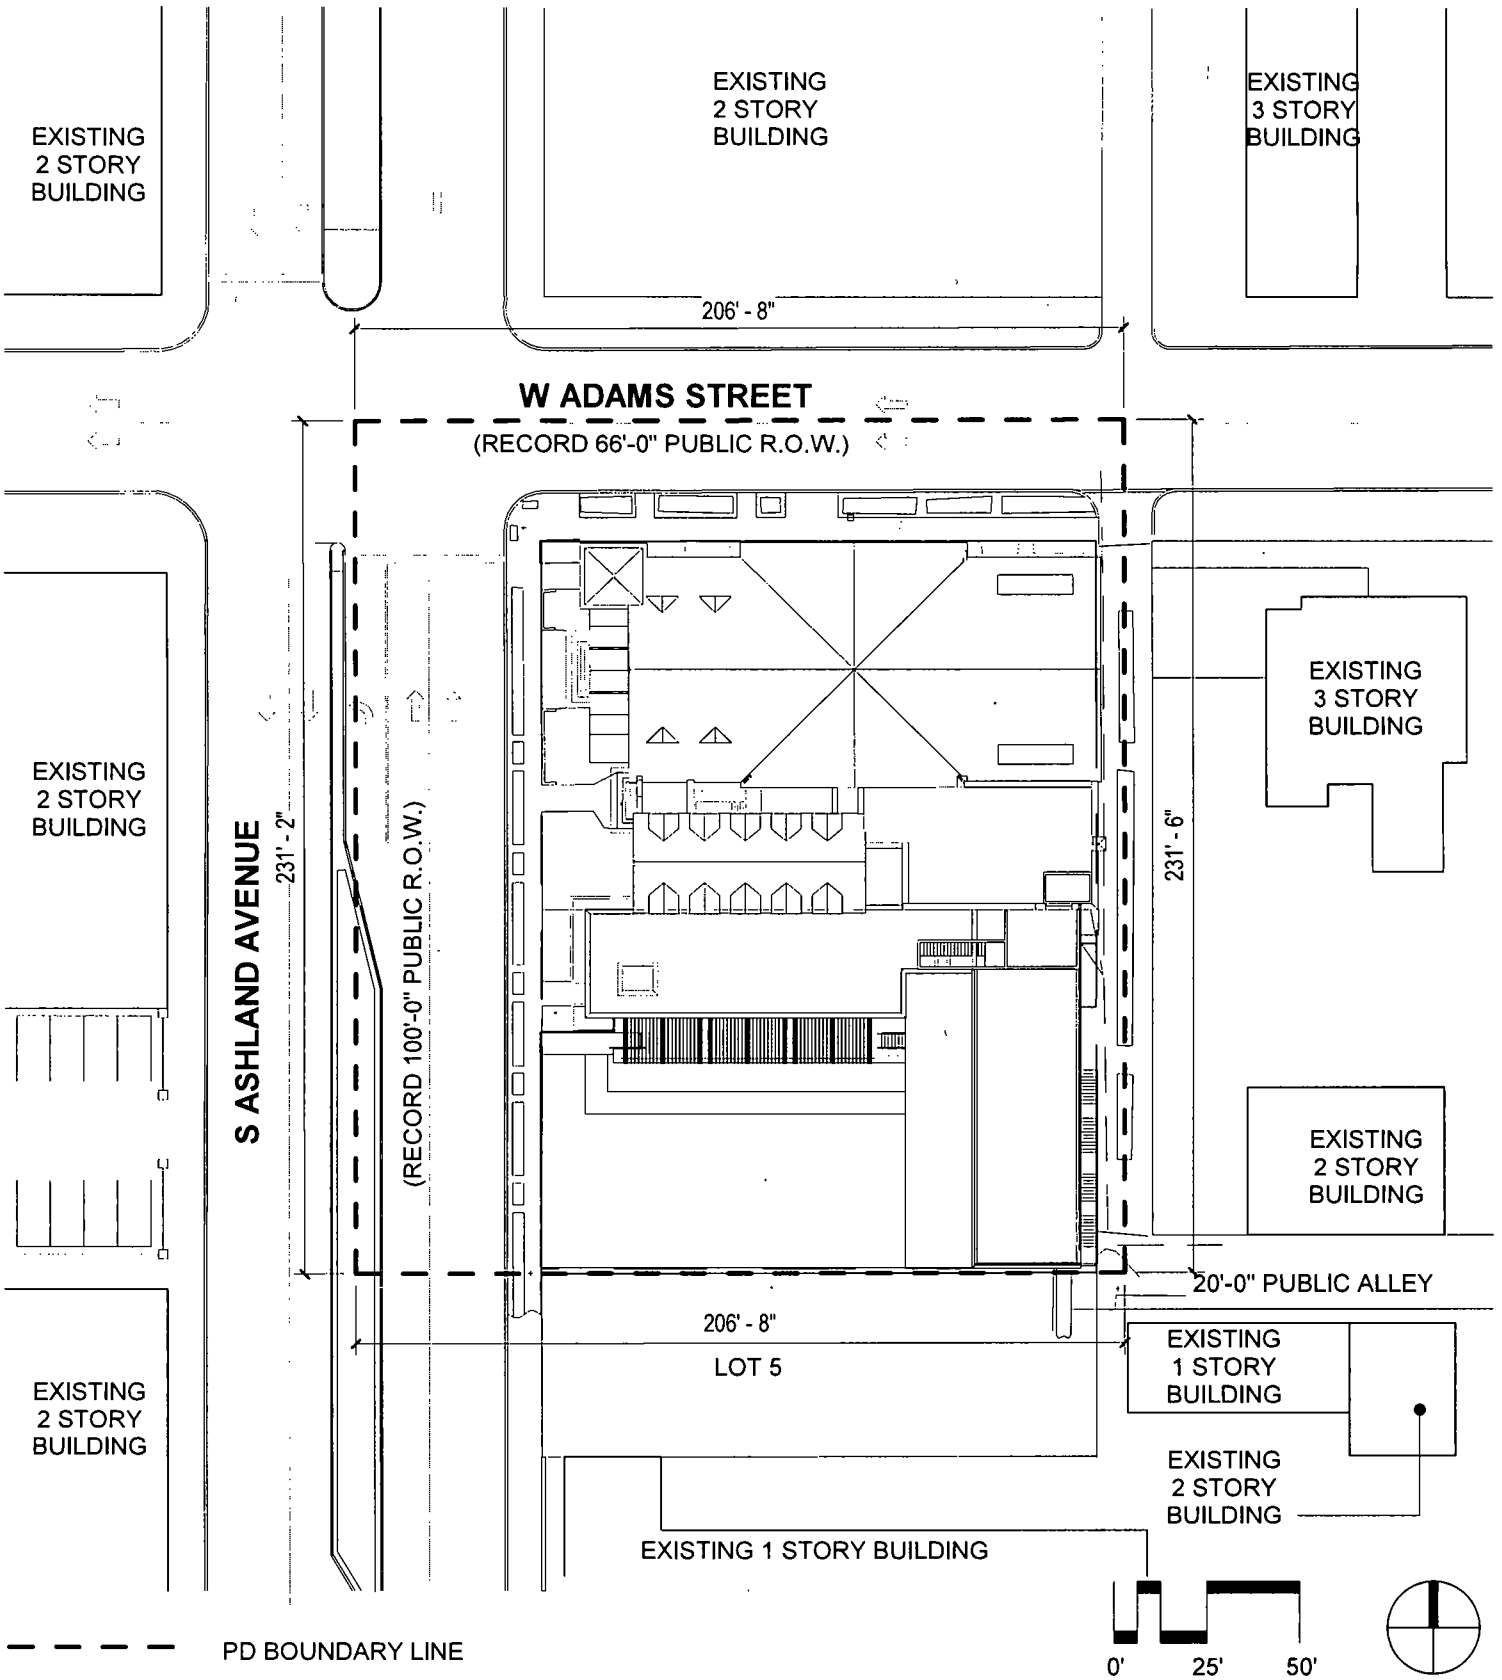 EXISTING
2 STORY
BUILDING
EXISTING
3 STORY
BUILDING
EXISTING
2 STORY
BUILDING
206' - 8"
W ADAMS STREET
(RECORD 66'-0" PUBLIC R.O.W.)
EXISTING
3 STORY
BUILDING
EXISTING
2 STORY
BUILDING
S ASHLAND AVENUE
231' - 2"
(RECORD 100'-0" PUBLIC R.O.W.)
231' - 6"
EXISTING
2 STORY
BUILDING
20'-0" PUBLIC ALLEY
206' - 8"
LOT 5
EXISTING
1 STORY
BUILDING
EXISTING
2 STORY
BUILDING
EXISTING
2 STORY
BUILDING
EXISTING 1 STORY BUILDING
PD BOUNDARY LINE
0' 25' 50'